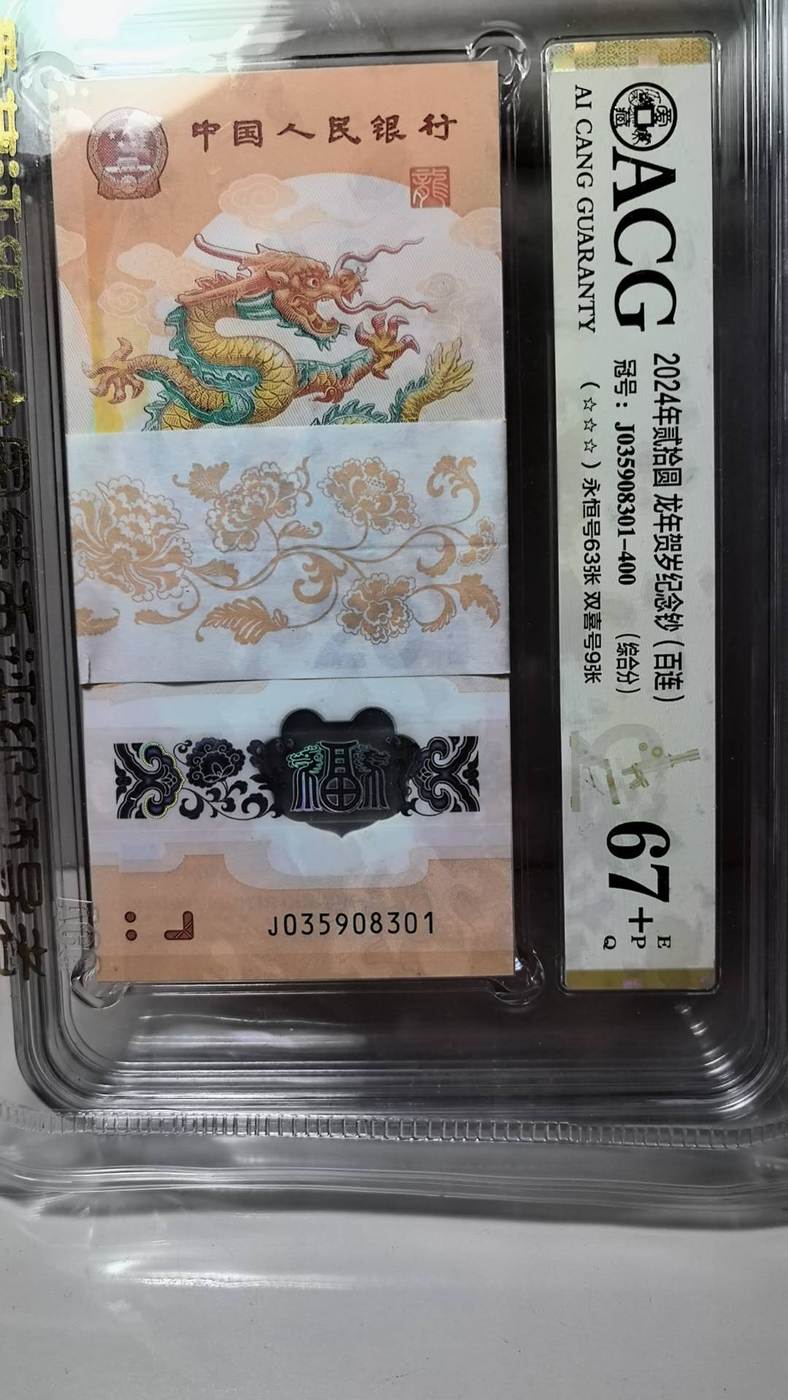 中国人民银行
龍
福
J035908301
ACG
AI CANG GUARANTY
2024年贰拾圆 龙年贺岁纪念钞（百连）
冠号：J035908301-400 （综合分）
（☆☆☆）永恒号63张 双喜号9张
67+
E
P
Q